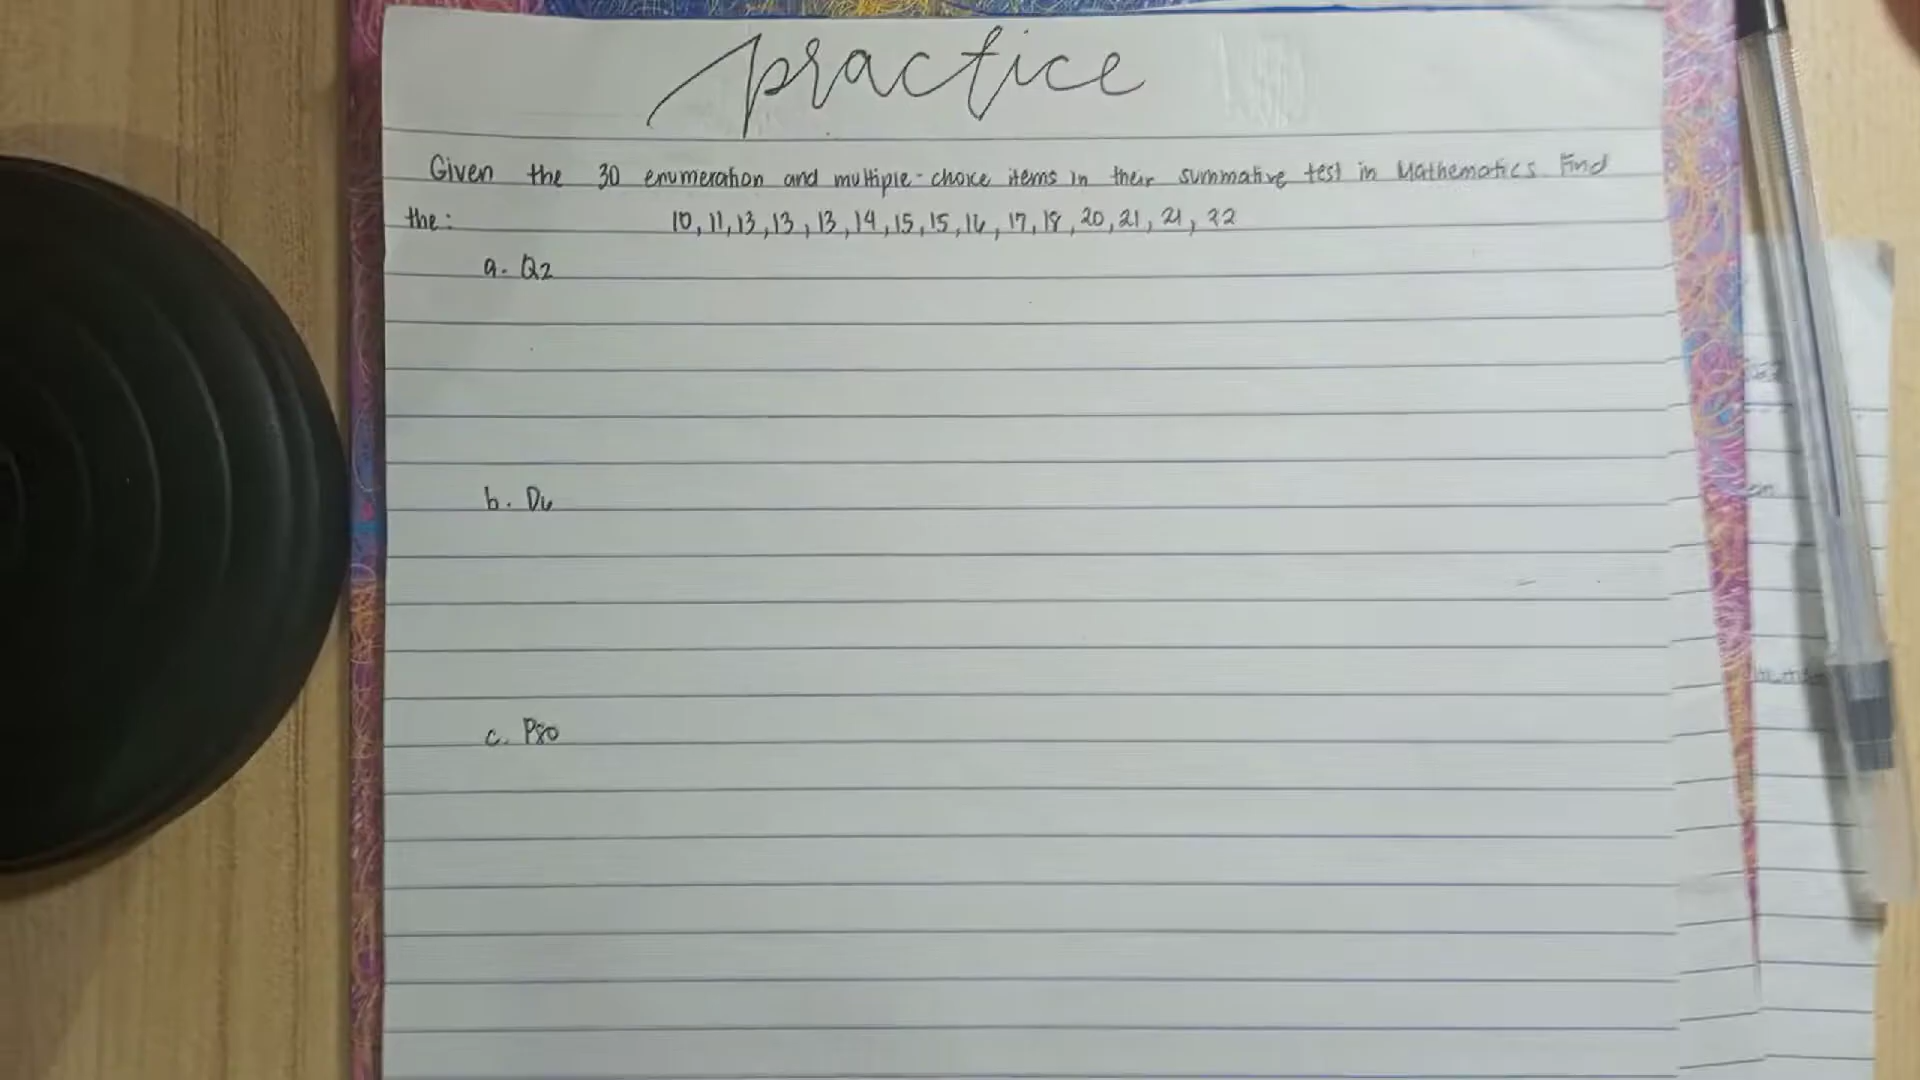 practice
Given the 30 enumeration and multiple-choice items in their summative test in Mathematics. Find
the: 10, 11, 13, 13, 13, 14, 15, 15, 16, 17, 18, 20, 21, 21, 22
a. Q2
b. D6
c. P80